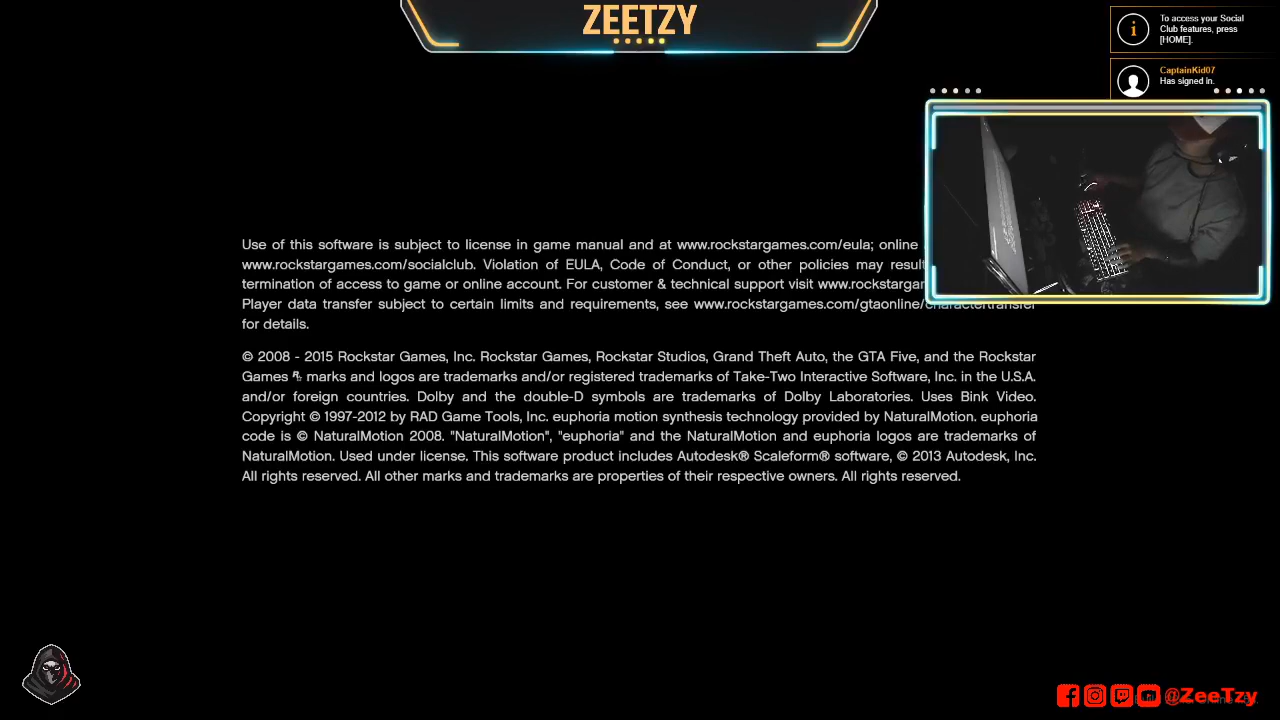 ZEETZY
To access your Social
Club features, press
[HOME].
CaptainKid07
Has signed in.
Use of this software is subject to license in game manual and at www.rockstargames.com/eula; online
www.rockstargames.com/socialclub. Violation of EULA, Code of Conduct, or other policies may result
termination of access to game or online account. For customer & technical support visit www.rockstargam
Player data transfer subject to certain limits and requirements, see www.rockstargames.com/gtaonline/charactertransfer
for details.
© 2008 - 2015 Rockstar Games, Inc. Rockstar Games, Rockstar Studios, Grand Theft Auto, the GTA Five, and the Rockstar
Games R* marks and logos are trademarks and/or registered trademarks of Take-Two Interactive Software, Inc. in the U.S.A.
and/or foreign countries. Dolby and the double-D symbols are trademarks of Dolby Laboratories. Uses Bink Video.
Copyright © 1997-2012 by RAD Game Tools, Inc. euphoria motion synthesis technology provided by NaturalMotion. euphoria
code is © NaturalMotion 2008. "NaturalMotion", "euphoria" and the NaturalMotion and euphoria logos are trademarks of
NaturalMotion. Used under license. This software product includes Autodesk® Scaleform® software, © 2013 Autodesk, Inc.
All rights reserved. All other marks and trademarks are properties of their respective owners. All rights reserved.
@ZeeTzy